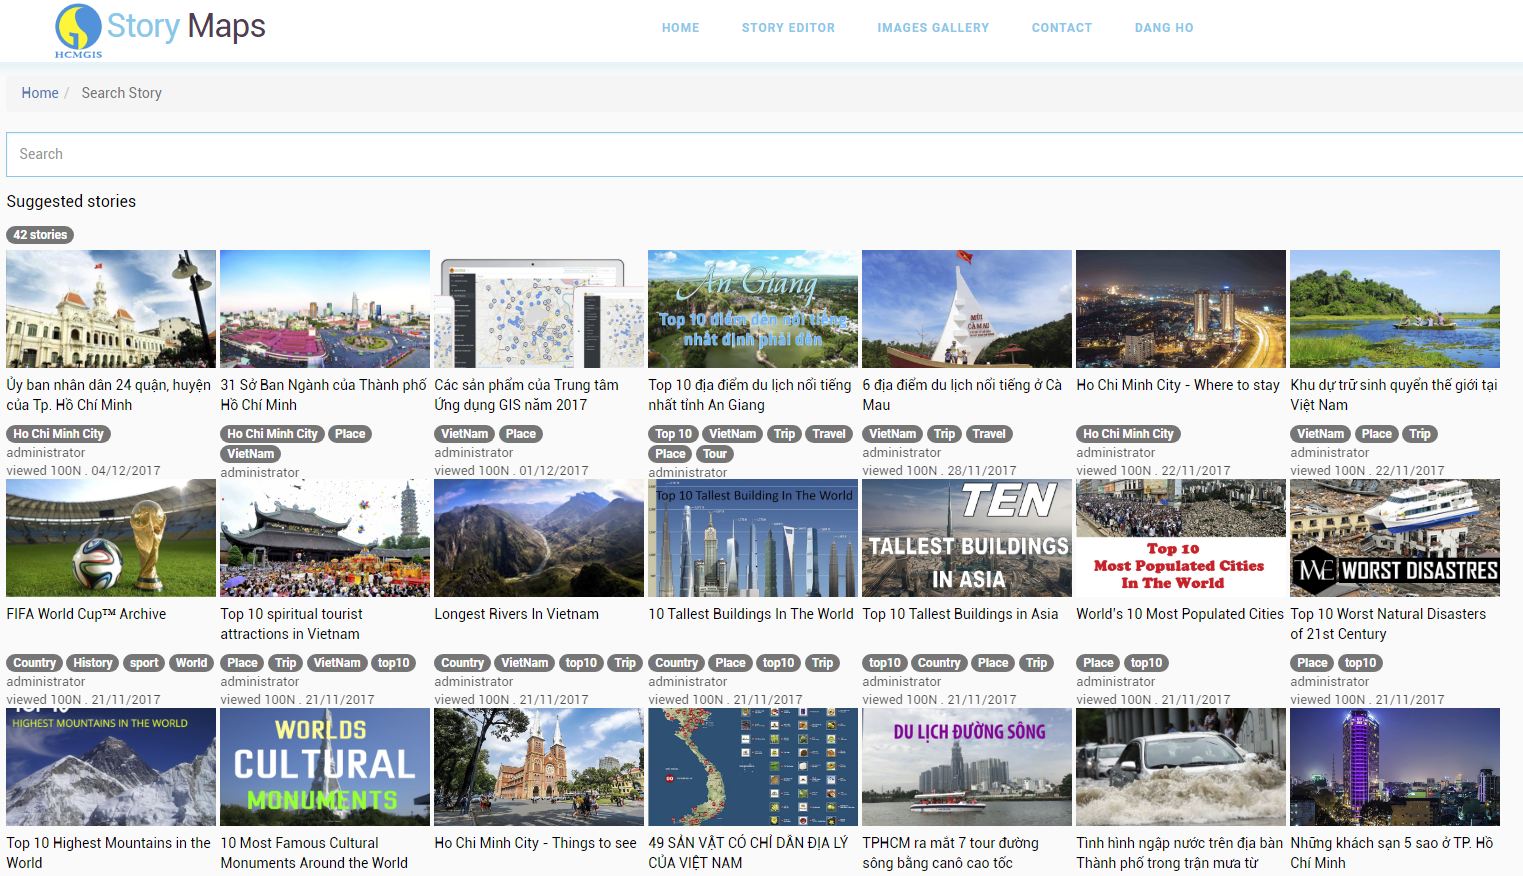 HCMGIS
Story Maps
HOME STORY EDITOR IMAGES GALLERY CONTACT DANG HO
Home / Search Story
Search
Suggested stories
42 stories
MŨI
CÀ MAU
An Giang
Top 10 điểm đến nổi tiếng
nhất định phải đến
Ủy ban nhân dân 24 quận, huyện
của Tp. Hồ Chí Minh
Ho Chi Minh City
administrator
viewed 100N . 04/12/2017
31 Sở Ban Ngành của Thành phố
Hồ Chí Minh
Ho Chi Minh City Place
VietNam
administrator
Các sản phẩm của Trung tâm
Ứng dụng GIS năm 2017
VietNam Place
administrator
viewed 100N . 01/12/2017
Top 10 địa điểm du lịch nổi tiếng
nhất tỉnh An Giang
Top 10 VietNam Trip Travel
Place Tour
administrator
6 địa điểm du lịch nổi tiếng ở Cà
Mau
VietNam Trip Travel
administrator
viewed 100N . 28/11/2017
Ho Chi Minh City - Where to stay
Ho Chi Minh City
administrator
viewed 100N . 22/11/2017
Khu dự trữ sinh quyển thế giới tại
Việt Nam
VietNam Place Trip
administrator
viewed 100N . 22/11/2017
FIFA World Cup™ Archive
Country History sport World
administrator
viewed 100N . 21/11/2017
Top 10 spiritual tourist
attractions in Vietnam
Place Trip VietNam top10
administrator
viewed 100N . 21/11/2017
Longest Rivers In Vietnam
Country VietNam top10 Trip
administrator
viewed 100N . 21/11/2017
Top 10 Tallest Building In The World
10 Tallest Buildings In The World
Country Place top10 Trip
administrator
viewed 100N . 21/11/2017
TEN
TALLEST BUILDINGS
IN ASIA
Top 10 Tallest Buildings in Asia
top10 Country Place Trip
administrator
viewed 100N . 21/11/2017
Top 10
Most Populated Cities
In The World
World's 10 Most Populated Cities
Place top10
administrator
viewed 100N . 21/11/2017
WORST DISASTRES
Top 10 Worst Natural Disasters
of 21st Century
Place top10
administrator
viewed 100N . 21/11/2017
TOP 10
HIGHEST MOUNTAINS IN THE WORLD
Top 10 Highest Mountains in the
World
WORLDS
CULTURAL
MONUMENTS
10 Most Famous Cultural
Monuments Around the World
Ho Chi Minh City - Things to see
49 SẢN VẬT CÓ CHỈ DẪN ĐỊA LÝ
CỦA VIỆT NAM
DU LỊCH ĐƯỜNG SÔNG
TPHCM ra mắt 7 tour đường
sông bằng canô cao tốc
Tình hình ngập nước trên địa bàn
Thành phố trong trận mưa từ
Những khách sạn 5 sao ở TP. Hồ
Chí Minh